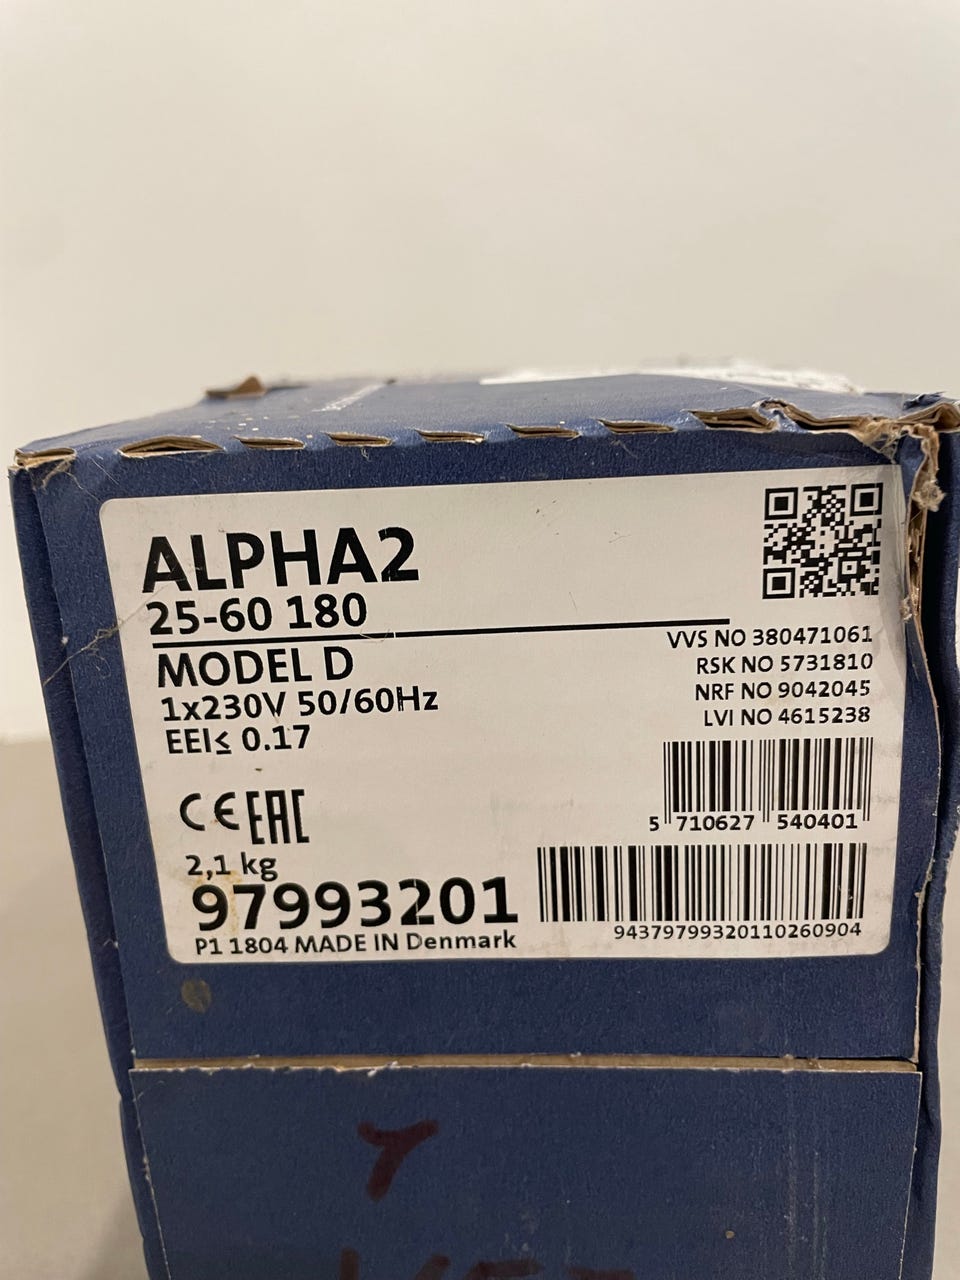 ALPHA2
25-60 180
MODEL D
1x230V 50/60Hz
EEI≤ 0.17
VVS NO 380471061
RSK NO 5731810
NRF NO 9042045
LVI NO 4615238
5 710627 540401
CE EAC
2,1 kg
97993201
P1 1804 MADE IN Denmark
94379799320110260904